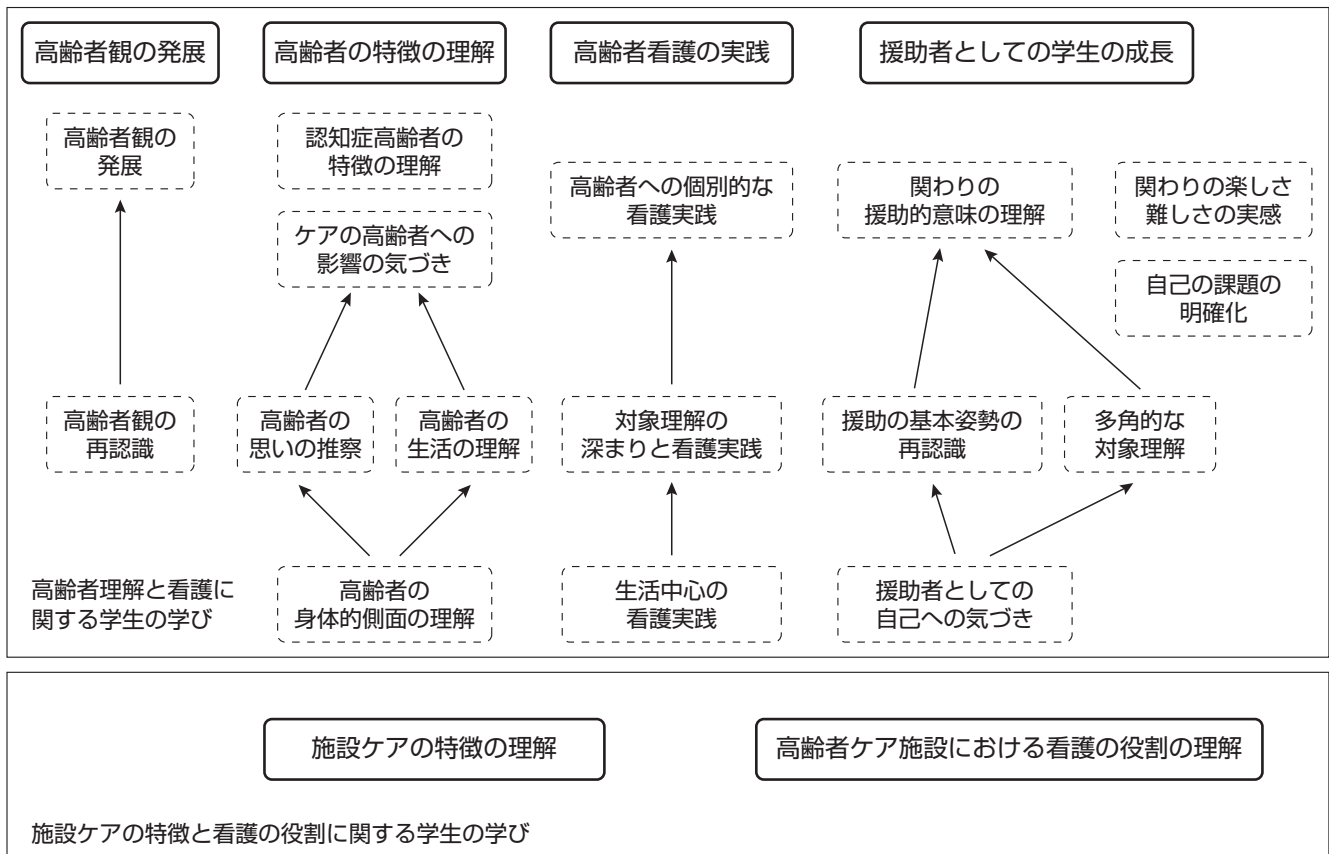 高齢者観の発展
高齢者の特徴の理解
高齢者看護の実践
援助者としての学生の成長
高齢者観の
発展
認知症高齢者の
特徴の理解
ケアの高齢者への
影響の気づき
高齢者への個別的な
看護実践
関わりの
援助的意味の理解
関わりの楽しさ
難しさの実感
自己の課題の
明確化
高齢者観の
再認識
高齢者の
思いの推察
高齢者の
生活の理解
対象理解の
深まりと看護実践
援助の基本姿勢の
再認識
多角的な
対象理解
高齢者理解と看護に
関する学生の学び
高齢者の
身体的側面の理解
生活中心の
看護実践
援助者としての
自己への気づき
施設ケアの特徴の理解
高齢者ケア施設における看護の役割の理解
施設ケアの特徴と看護の役割に関する学生の学び